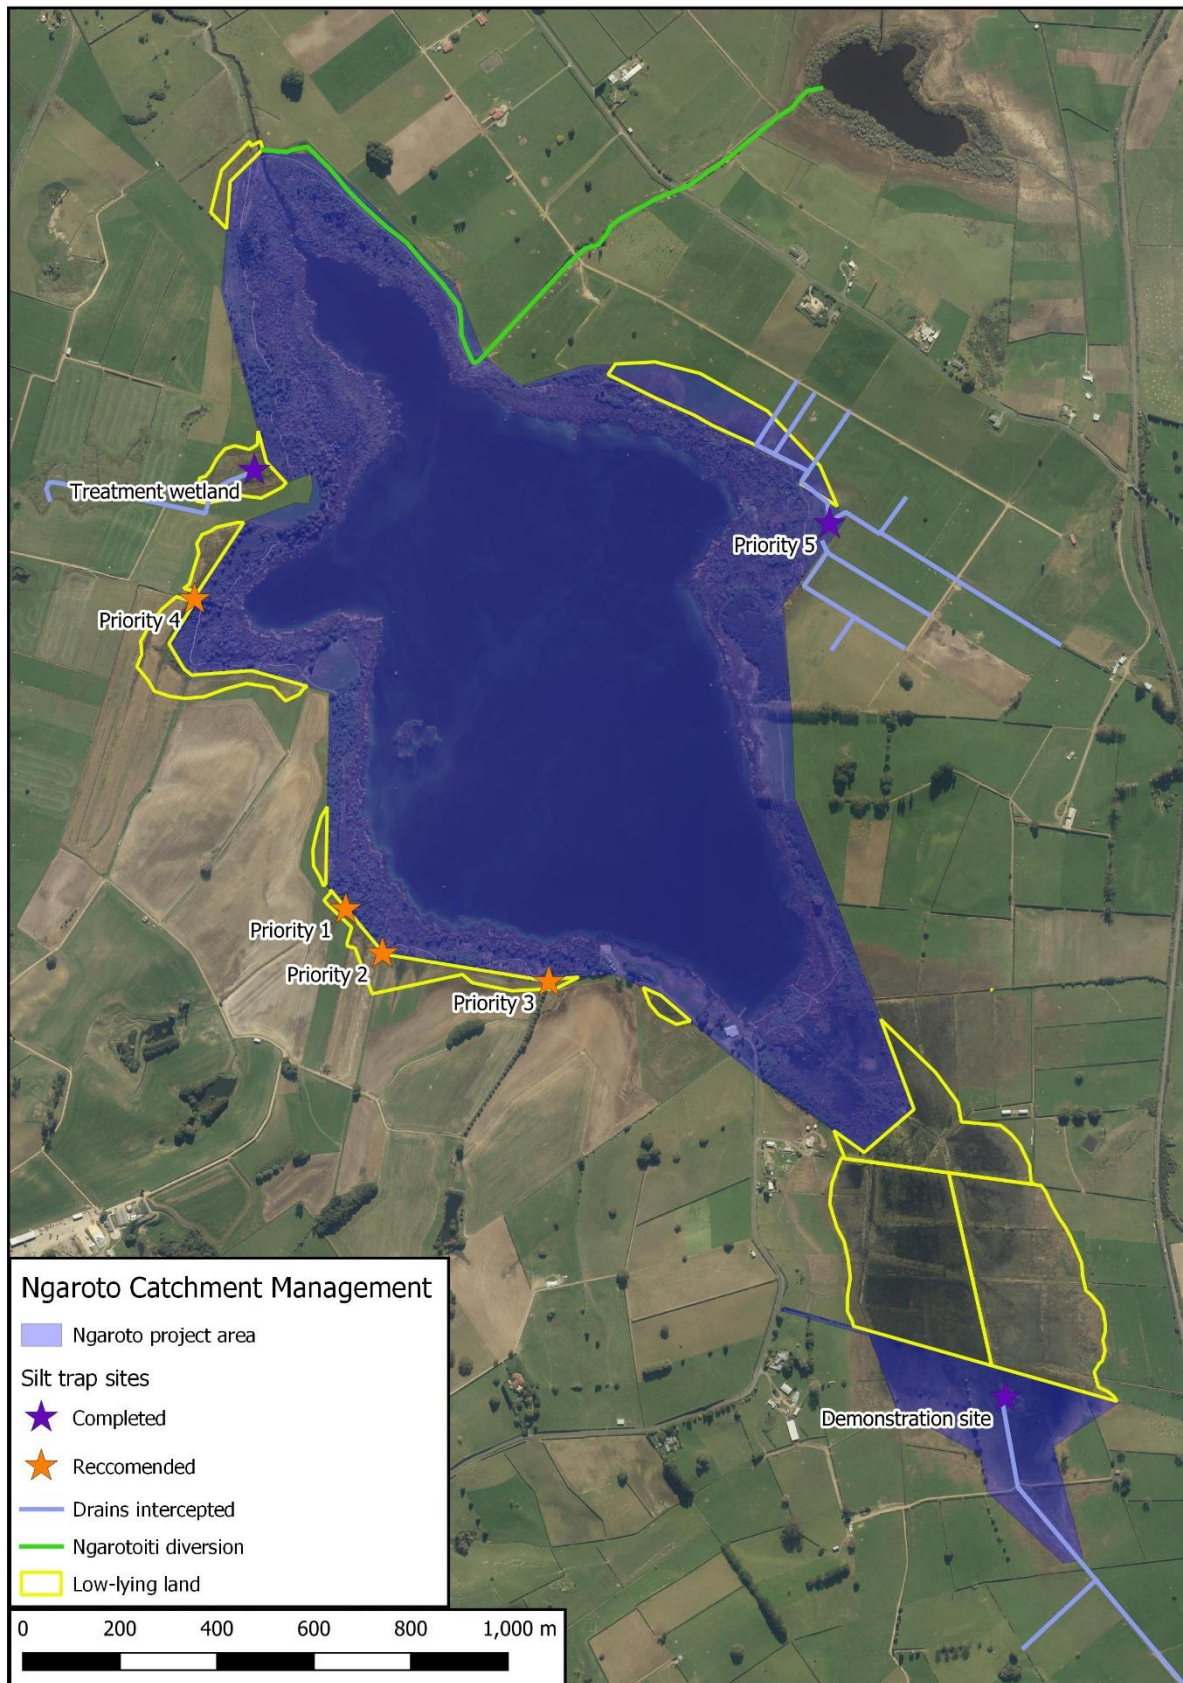 Treatment wetland
Priority 5
Priority 4
Priority 1
Priority 2
Priority 3
Demonstration site
Ngaroto Catchment Management
Ngaroto project area
Silt trap sites
Completed
Reccomended
Drains intercepted
Ngarotoiti diversion
Low-lying land
0 200 400 600 800 1,000 m